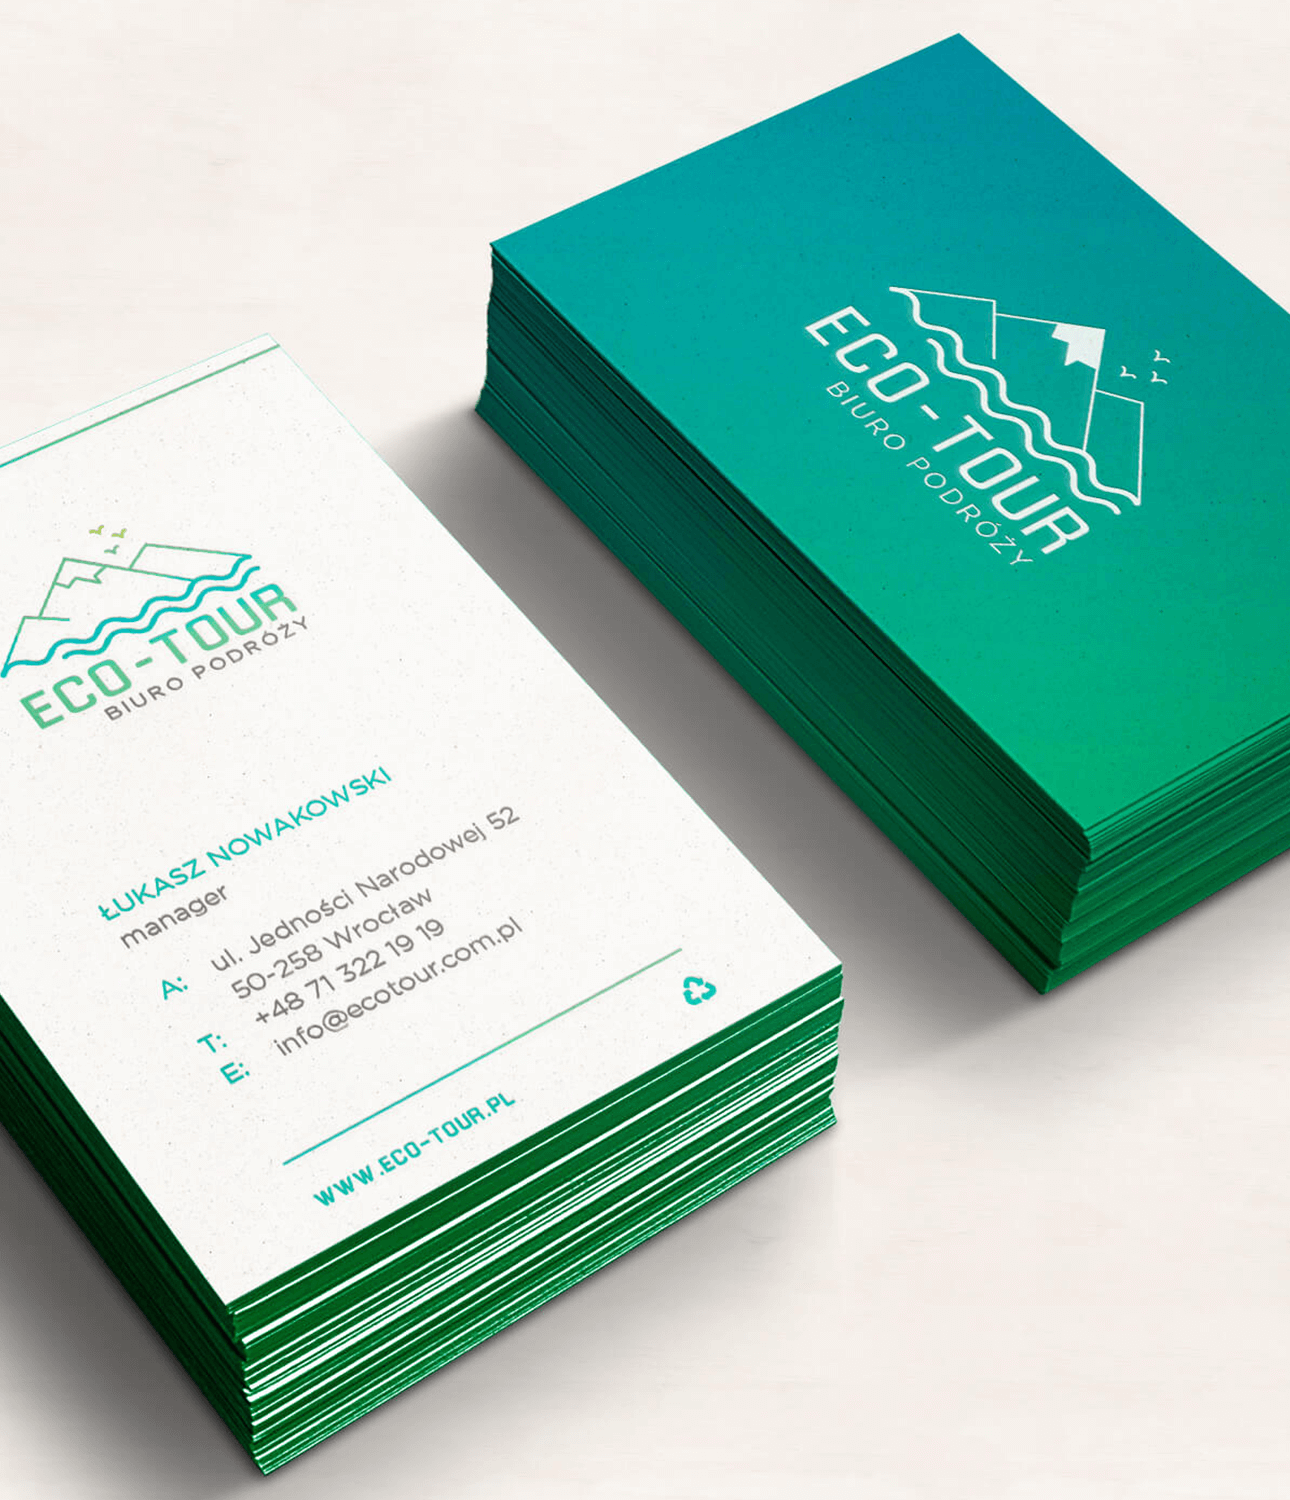 ECO-TOUR
BIURO PODRÓŻY
ŁUKASZ NOWAKOWSKI
manager
A: ul. Jedności Narodowej 52
50-258 Wrocław
T: +48 71 322 19 19
E: info@ecotour.com.pl
WWW.ECO-TOUR.PL
ECO-TOUR
BIURO PODRÓŻY